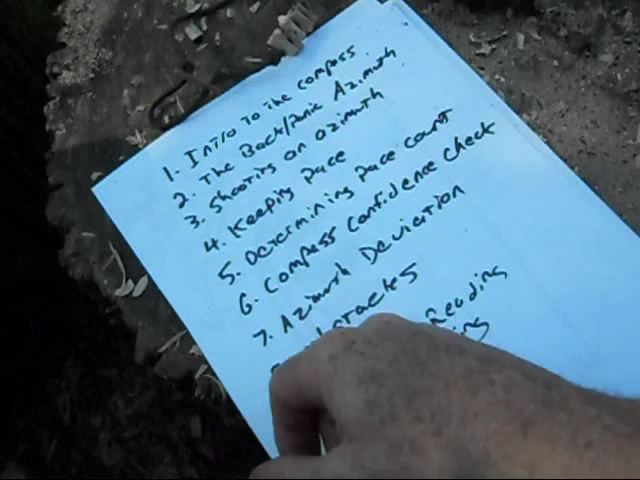 1. Intro to the compass
2. The Back/Panic Azimuth
3. Shooting an azimuth
4. Keeping Pace
5. Determining pace count
6. Compass Confidence Check
7. Azimuth Deviation
Reading